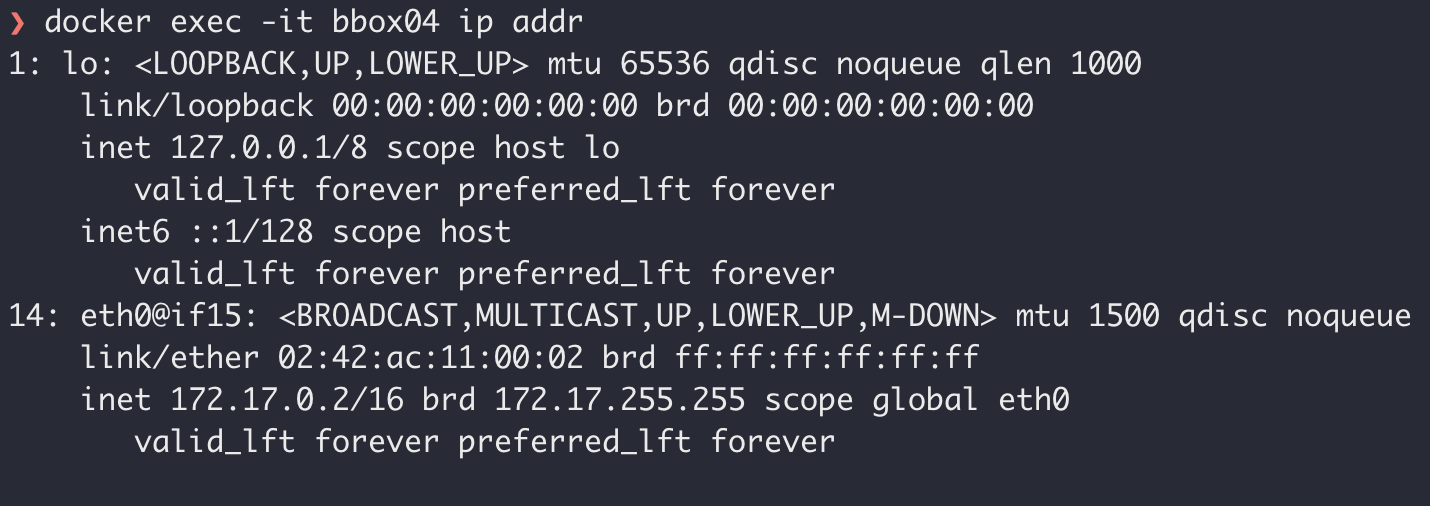 ❯ docker exec -it bbox04 ip addr
1: lo: <LOOPBACK,UP,LOWER_UP> mtu 65536 qdisc noqueue qlen 1000
    link/loopback 00:00:00:00:00:00 brd 00:00:00:00:00:00
    inet 127.0.0.1/8 scope host lo
       valid_lft forever preferred_lft forever
    inet6 ::1/128 scope host
       valid_lft forever preferred_lft forever
14: eth0@if15: <BROADCAST,MULTICAST,UP,LOWER_UP,M-DOWN> mtu 1500 qdisc noqueue
    link/ether 02:42:ac:11:00:02 brd ff:ff:ff:ff:ff:ff
    inet 172.17.0.2/16 brd 172.17.255.255 scope global eth0
       valid_lft forever preferred_lft forever